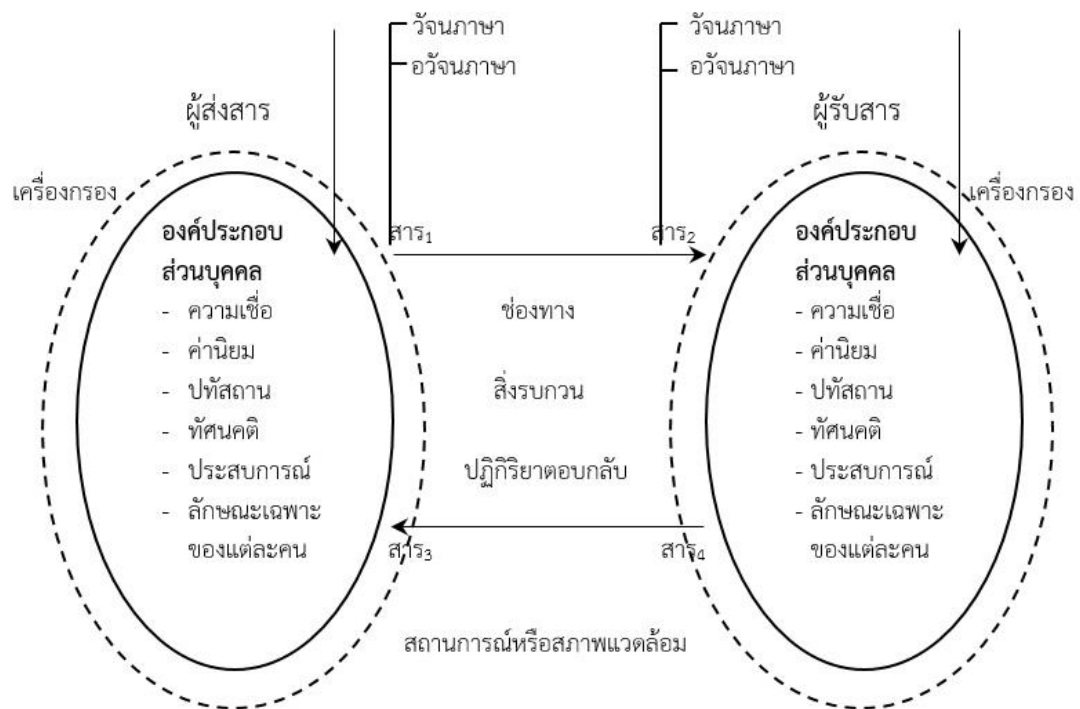 วัจนภาษา
อวัจนภาษา
วัจนภาษา
อวัจนภาษา
ผู้ส่งสาร
ผู้รับสาร
เครื่องกรอง
เครื่องกรอง
องค์ประกอบ
ส่วนบุคคล
- ความเชื่อ
- ค่านิยม
- ปทัสถาน
- ทัศนคติ
- ประสบการณ์
- ลักษณะเฉพาะ
ของแต่ละคน
สาร₁
สาร₂
ช่องทาง
สิ่งรบกวน
ปฏิกิริยาตอบกลับ
สาร₃
สาร₄
สถานการณ์หรือสภาพแวดล้อม
องค์ประกอบ
ส่วนบุคคล
- ความเชื่อ
- ค่านิยม
- ปทัสถาน
- ทัศนคติ
- ประสบการณ์
- ลักษณะเฉพาะ
ของแต่ละคน